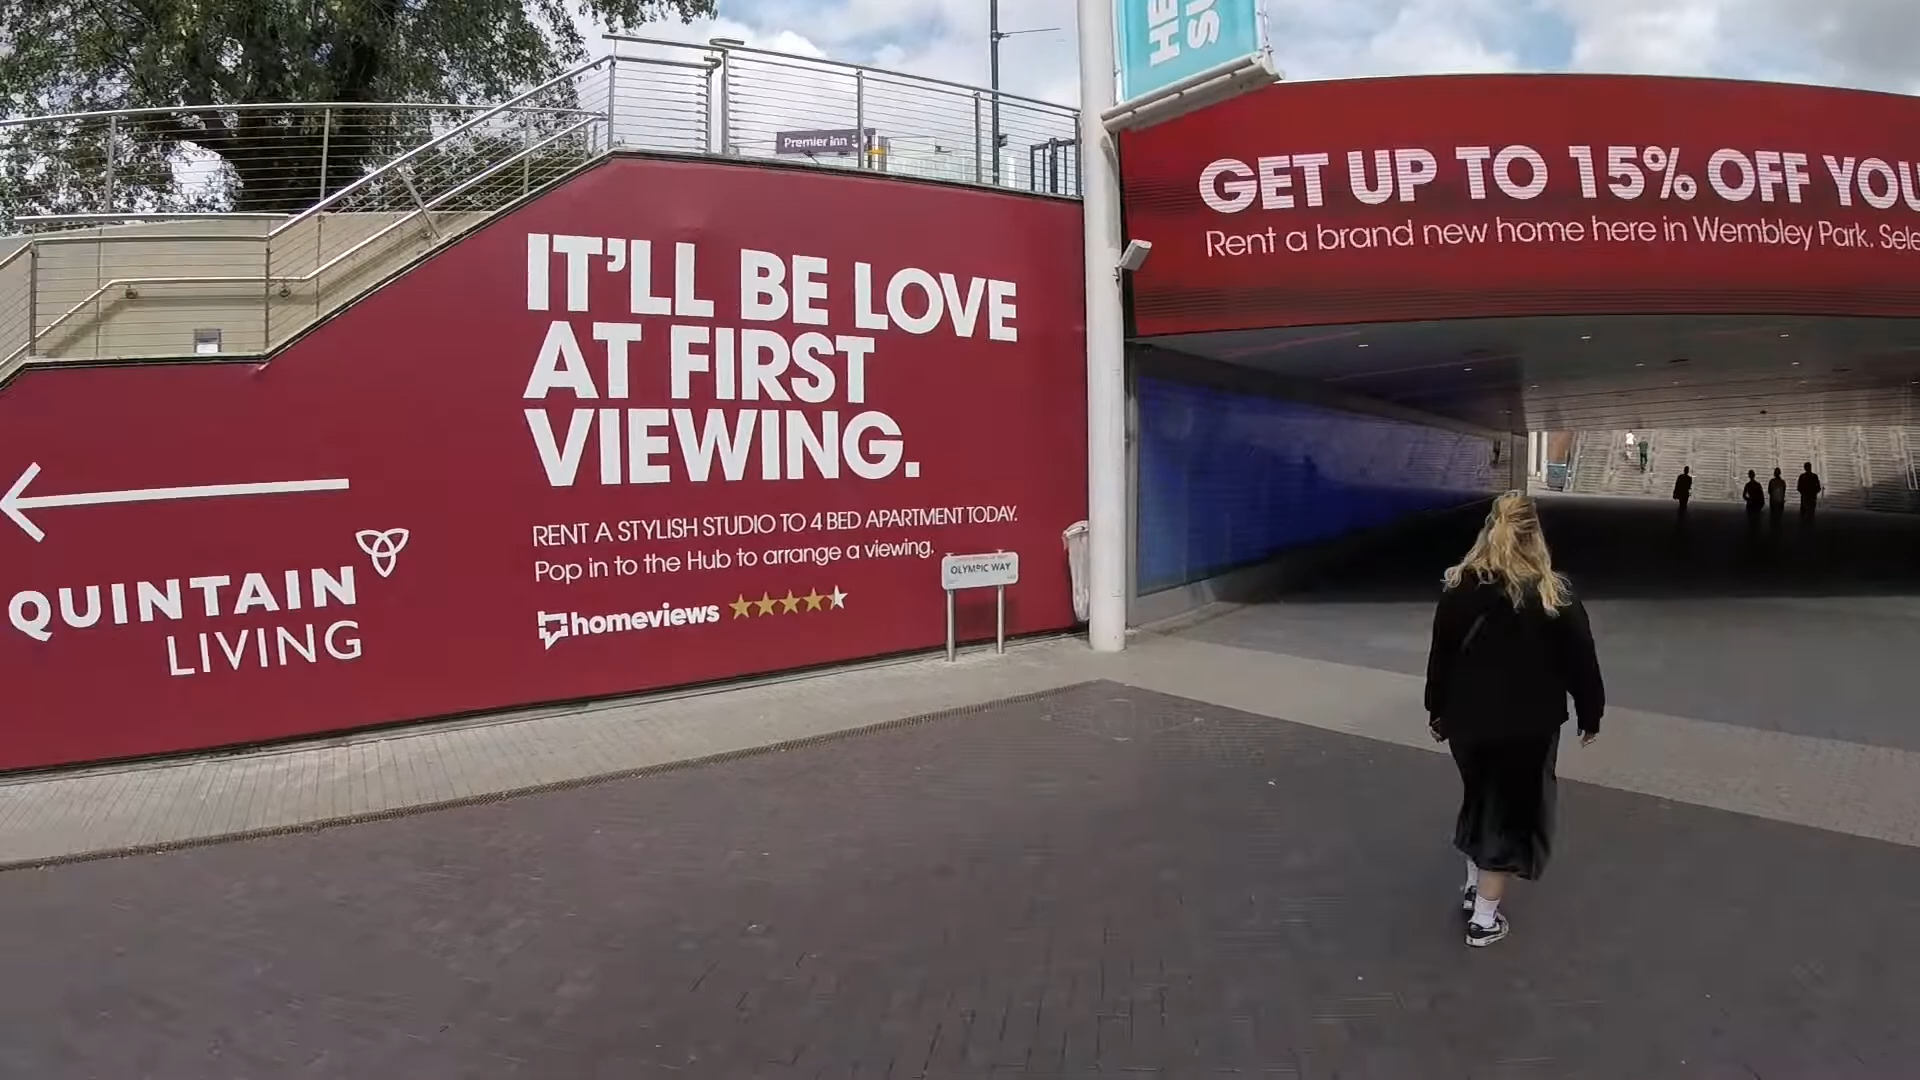 HE
SU
Premier Inn
GET UP TO 15% OFF YOU
Rent a brand new home here in Wembley Park. Sele
IT'LL BE LOVE
AT FIRST
VIEWING.
RENT A STYLISH STUDIO TO 4 BED APARTMENT TODAY.
Pop in to the Hub to arrange a viewing.
homeviews
OLYMPIC WAY
QUINTAIN
LIVING